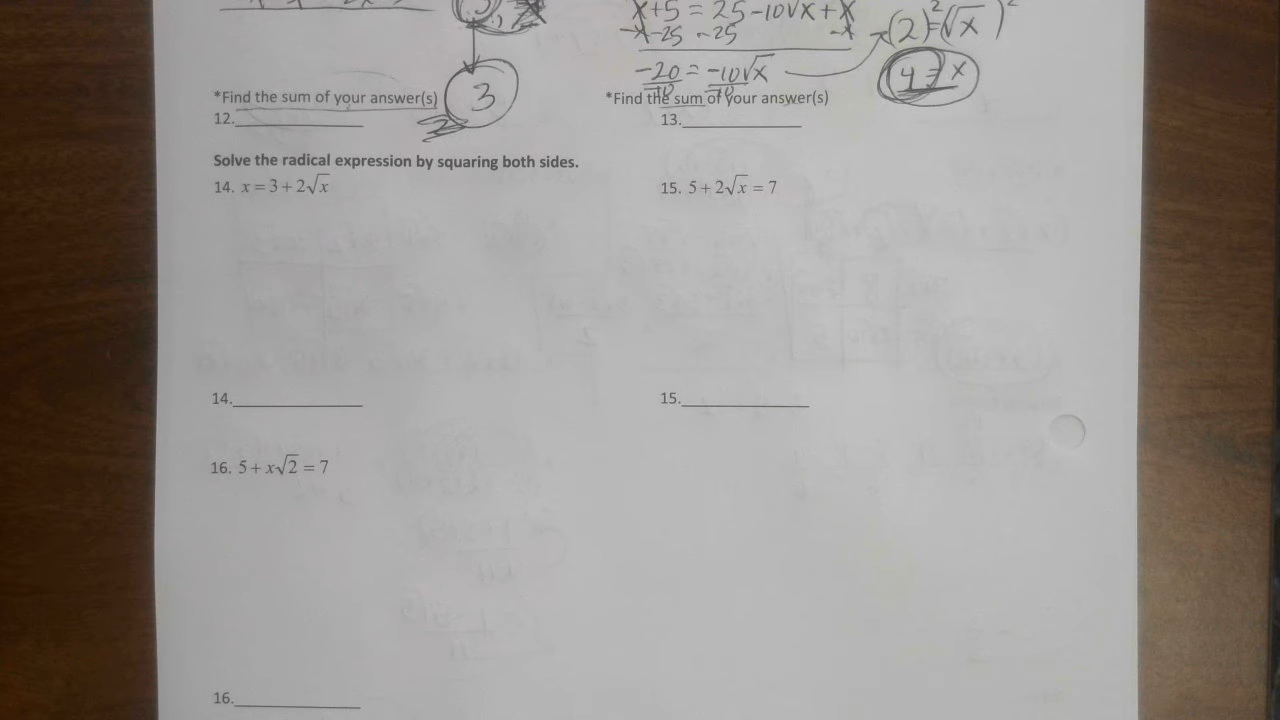 3
x+5 = 25-10√x + x
-x-25 -25 -x
(2)²=(√x)²
-20 = -10√x
-10 -10
4 = x
3
*Find the sum of your answer(s)
*Find the sum of your answer(s)
12.
13.
Solve the radical expression by squaring both sides.
14. x = 3 + 2√x
15. 5 + 2√x = 7
14.
15.
16. 5 + x√2 = 7
16.